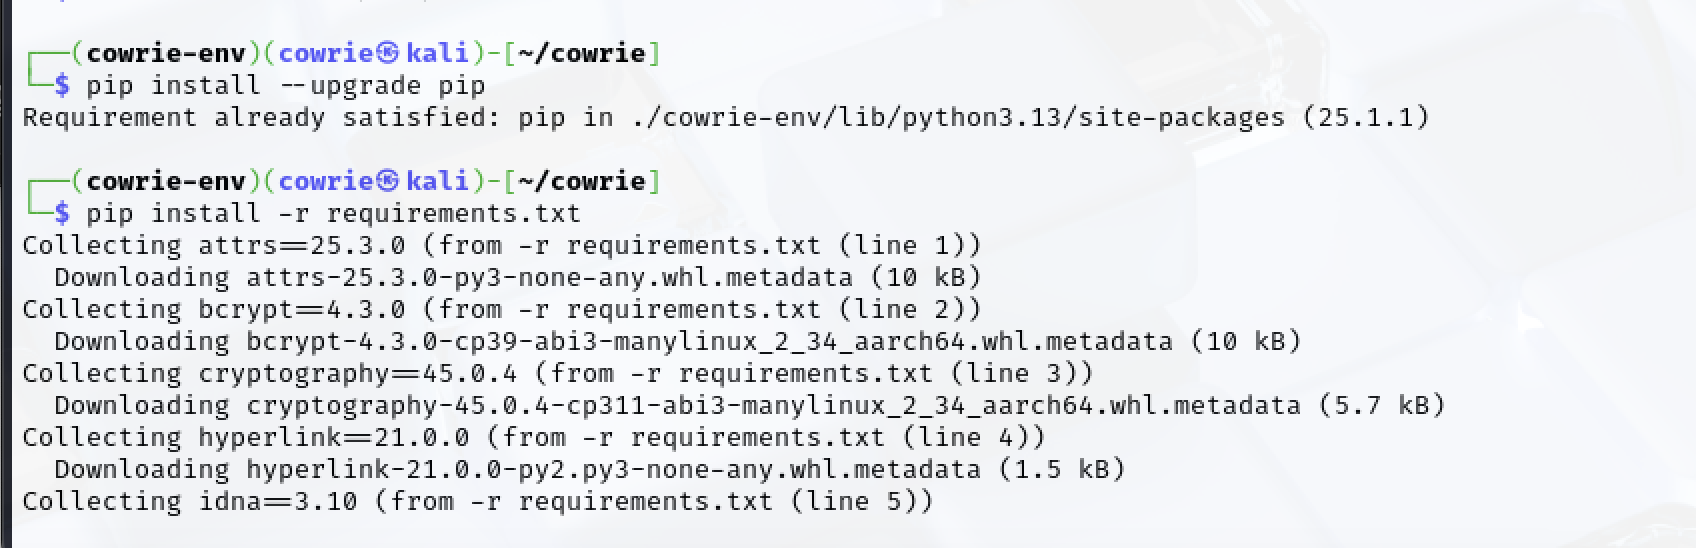 ┌──(cowrie-env)(cowrie㉿kali)-[~/cowrie]
└─$ pip install --upgrade pip
Requirement already satisfied: pip in ./cowrie-env/lib/python3.13/site-packages (25.1.1)
┌──(cowrie-env)(cowrie㉿kali)-[~/cowrie]
└─$ pip install -r requirements.txt
Collecting attrs==25.3.0 (from -r requirements.txt (line 1))
  Downloading attrs-25.3.0-py3-none-any.whl.metadata (10 kB)
Collecting bcrypt==4.3.0 (from -r requirements.txt (line 2))
  Downloading bcrypt-4.3.0-cp39-abi3-manylinux_2_34_aarch64.whl.metadata (10 kB)
Collecting cryptography==45.0.4 (from -r requirements.txt (line 3))
  Downloading cryptography-45.0.4-cp311-abi3-manylinux_2_34_aarch64.whl.metadata (5.7 kB)
Collecting hyperlink==21.0.0 (from -r requirements.txt (line 4))
  Downloading hyperlink-21.0.0-py2.py3-none-any.whl.metadata (1.5 kB)
Collecting idna==3.10 (from -r requirements.txt (line 5))